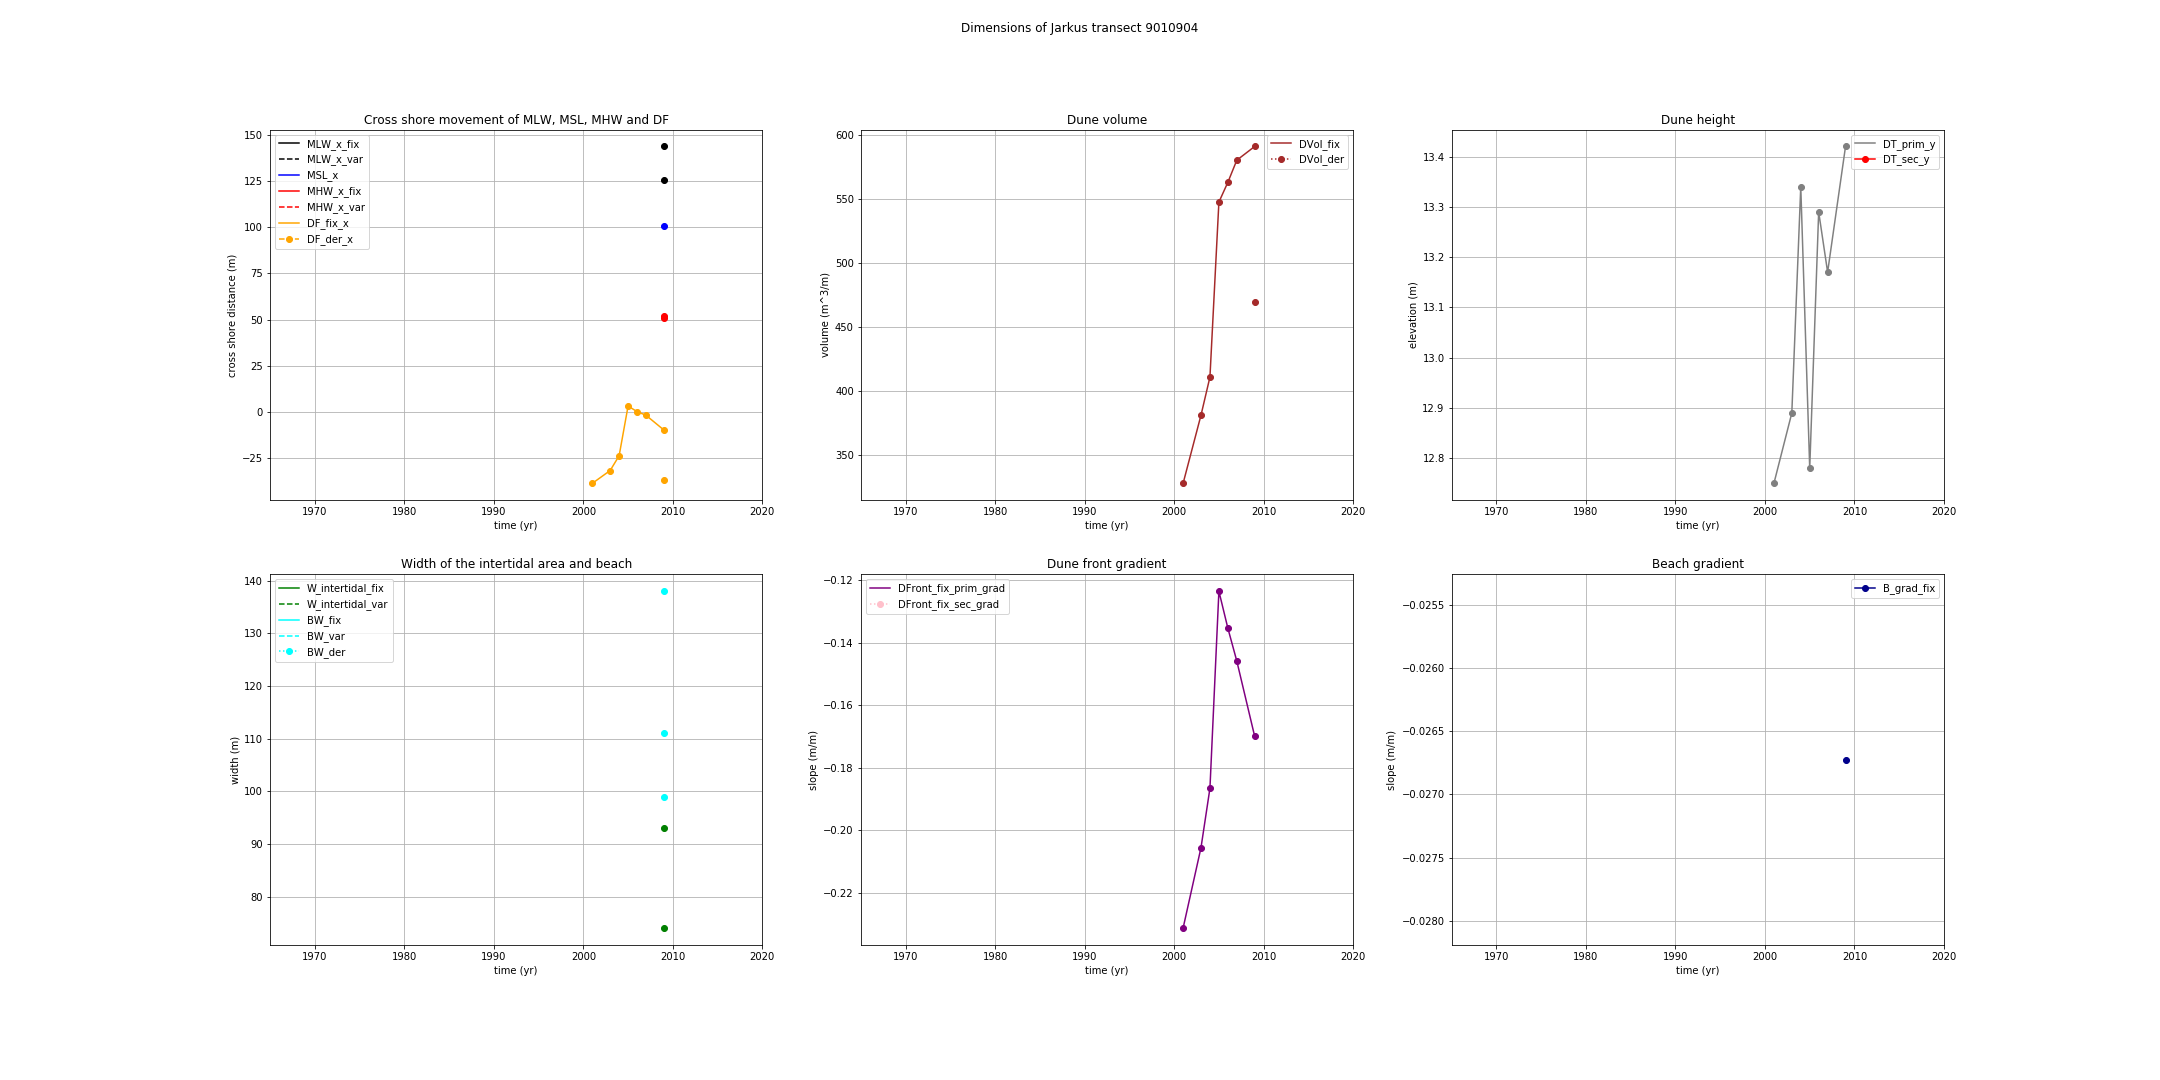 Dimensions of Jarkus transect 9010904
Cross shore movement of MLW, MSL, MHW and DF
cross shore distance (m)
150
125
100
75
50
25
0
−25
MLW_x_fix
MLW_x_var
MSL_x
MHW_x_fix
MHW_x_var
DF_fix_x
DF_der_x
1970 1980 1990 2000 2010 2020
time (yr)
Dune volume
volume (m^3/m)
600
550
500
450
400
350
DVol_fix
DVol_der
1970 1980 1990 2000 2010 2020
time (yr)
Dune height
elevation (m)
13.4
13.3
13.2
13.1
13.0
12.9
12.8
DT_prim_y
DT_sec_y
1970 1980 1990 2000 2010 2020
time (yr)
Width of the intertidal area and beach
width (m)
140
130
120
110
100
90
80
W_intertidal_fix
W_intertidal_var
BW_fix
BW_var
BW_der
1970 1980 1990 2000 2010 2020
time (yr)
Dune front gradient
slope (m/m)
−0.12
−0.14
−0.16
−0.18
−0.20
−0.22
DFront_fix_prim_grad
DFront_fix_sec_grad
1970 1980 1990 2000 2010 2020
time (yr)
Beach gradient
slope (m/m)
−0.0255
−0.0260
−0.0265
−0.0270
−0.0275
−0.0280
B_grad_fix
1970 1980 1990 2000 2010 2020
time (yr)